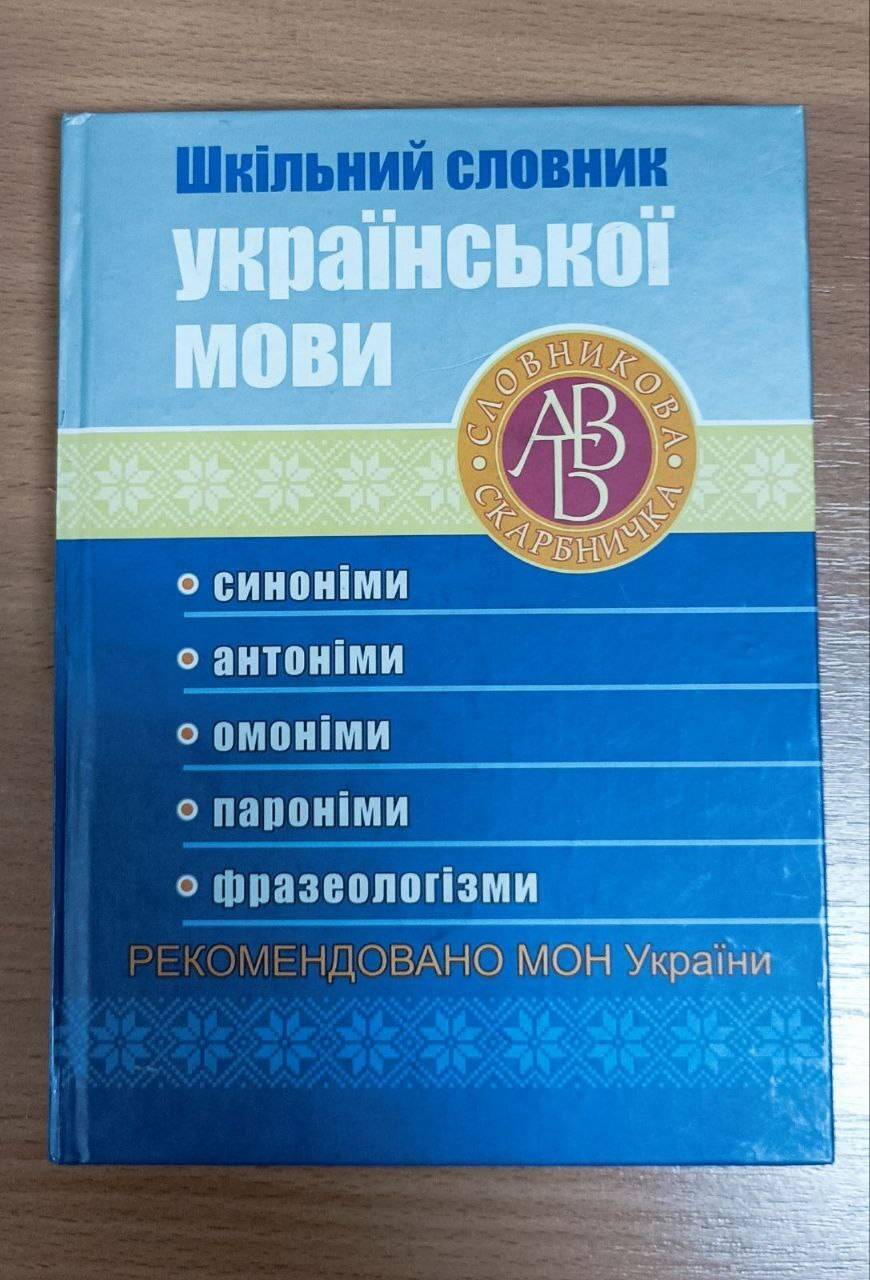 Шкільний словник
української
мови
СЛОВНИКОВА
АБВ
СКАРБНИЧКА
• синоніми
• антоніми
• омоніми
• пароніми
• фразеологізми
РЕКОМЕНДОВАНО МОН України